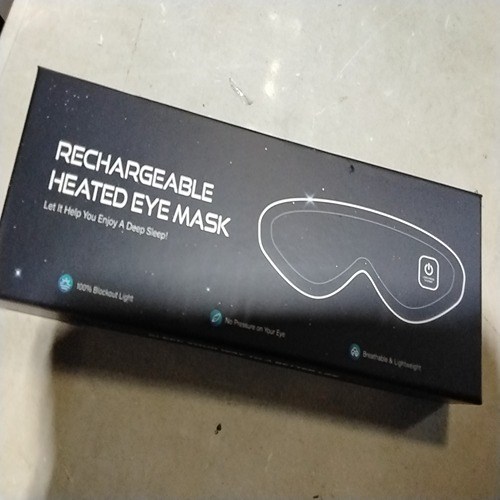 RECHARGEABLE
HEATED EYE MASK
Let It Help You Enjoy A Deep Sleep!
100% Blackout Light
No Pressure on Your Eye
Breathable & Lightweight